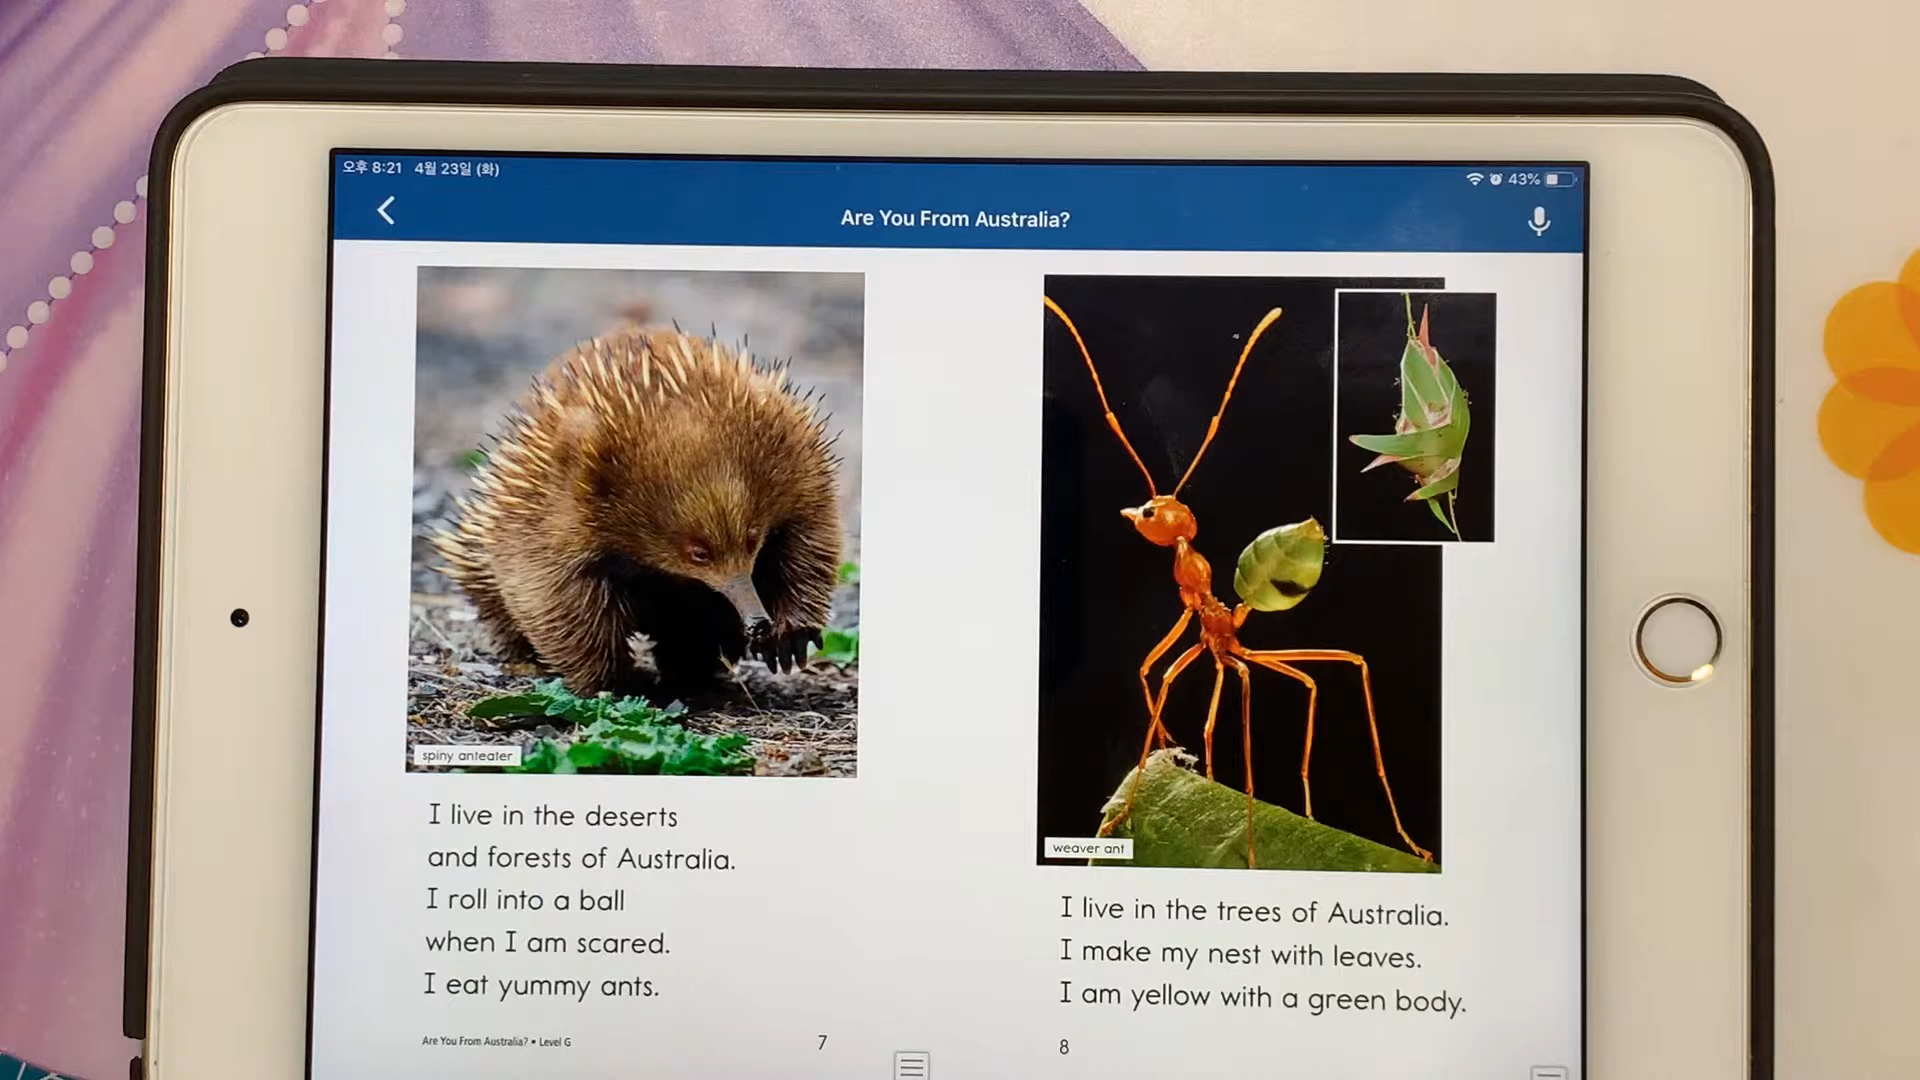 오후 8:21 4월 23일 (화)
43%
Are You From Australia?
spiny anteater
I live in the deserts
and forests of Australia.
I roll into a ball
when I am scared.
I eat yummy ants.
Are You From Australia? • Level G
7
weaver ant
I live in the trees of Australia.
I make my nest with leaves.
I am yellow with a green body.
8